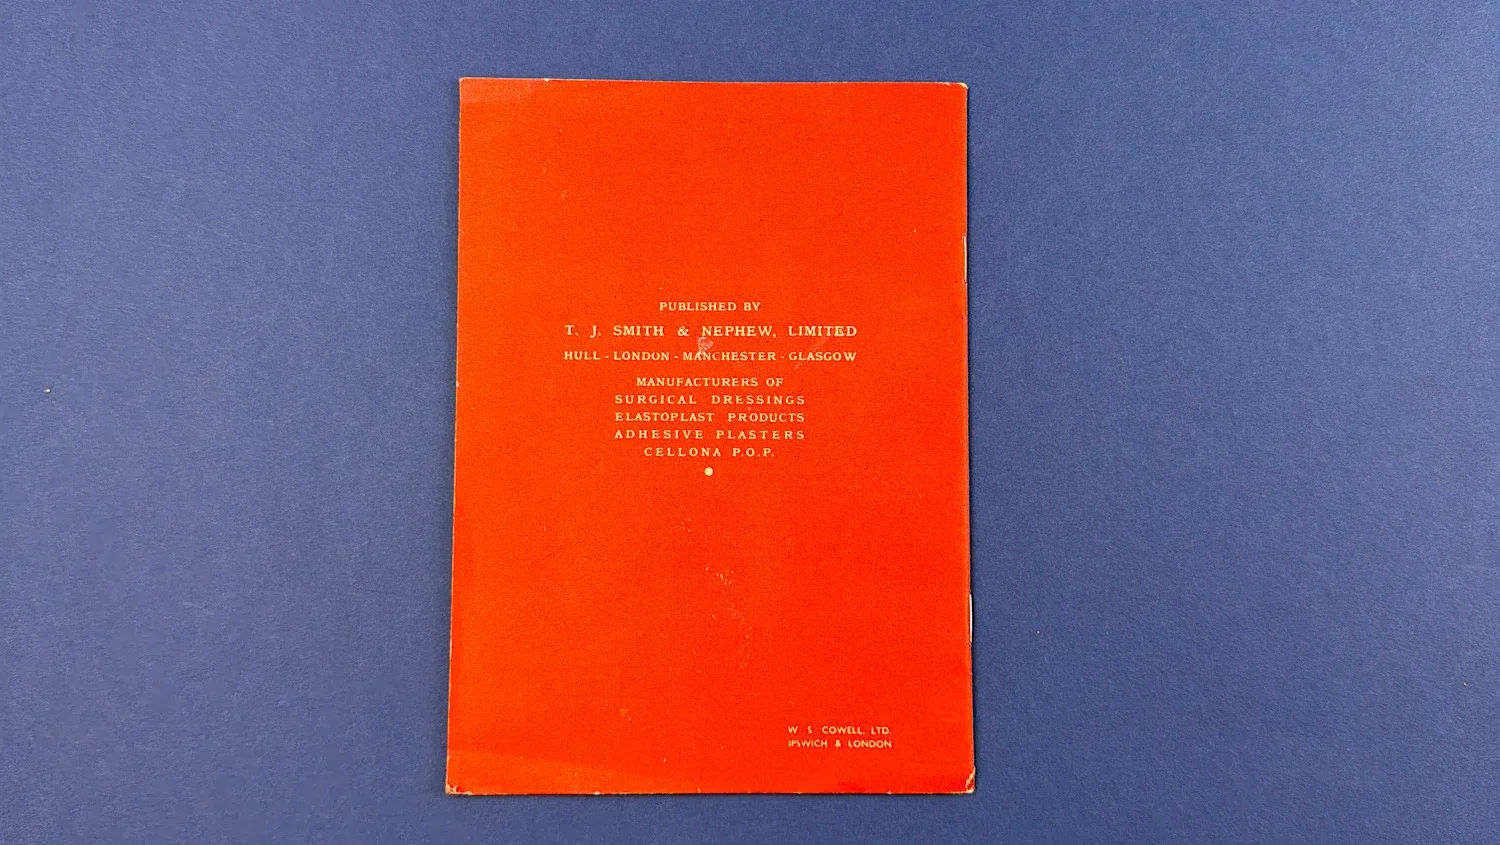 PUBLISHED BY
T. J. SMITH & NEPHEW, LIMITED
HULL - LONDON - MANCHESTER - GLASGOW
MANUFACTURERS OF
SURGICAL DRESSINGS
ELASTOPLAST PRODUCTS
ADHESIVE PLASTERS
CELLONA P.O.P.
W. S. COWELL, LTD.
IPSWICH & LONDON